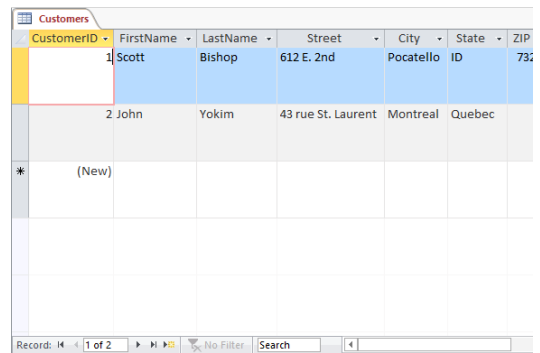 Customers
CustomerID FirstName LastName Street City State ZIP
1 Scott Bishop 612 E. 2nd Pocatello ID 732
2 John Yokim 43 rue St. Laurent Montreal Quebec
(New)
Record: 1 of 2 No Filter Search